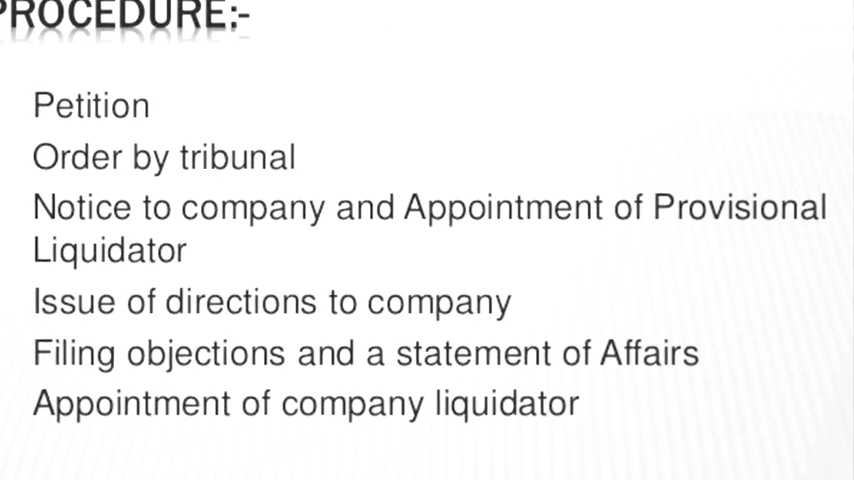 PROCEDURE:-
Petition
Order by tribunal
Notice to company and Appointment of Provisional
Liquidator
Issue of directions to company
Filing objections and a statement of Affairs
Appointment of company liquidator